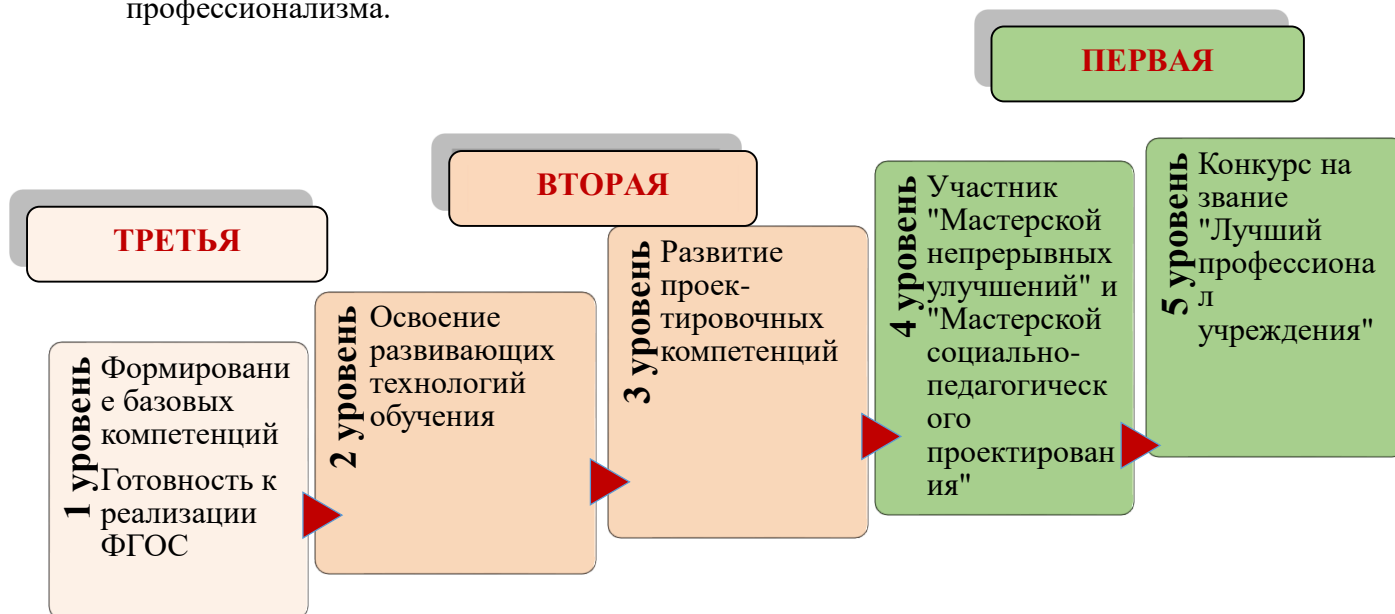 профессионализма.
ПЕРВАЯ
ВТОРАЯ
ТРЕТЬЯ
1 уровень
Формировани
е базовых
компетенций
Готовность к
реализации
ФГОС
2 уровень
Освоение
развивающих
технологий
обучения
3 уровень
Развитие
проек-
тировочных
компетенций
4 уровень
Участник
"Мастерской
непрерывных
улучшений" и
"Мастерской
социально-
педагогическ
ого
проектирован
ия"
5 уровень
Конкурс на
звание
"Лучший
профессиона
л
учреждения"